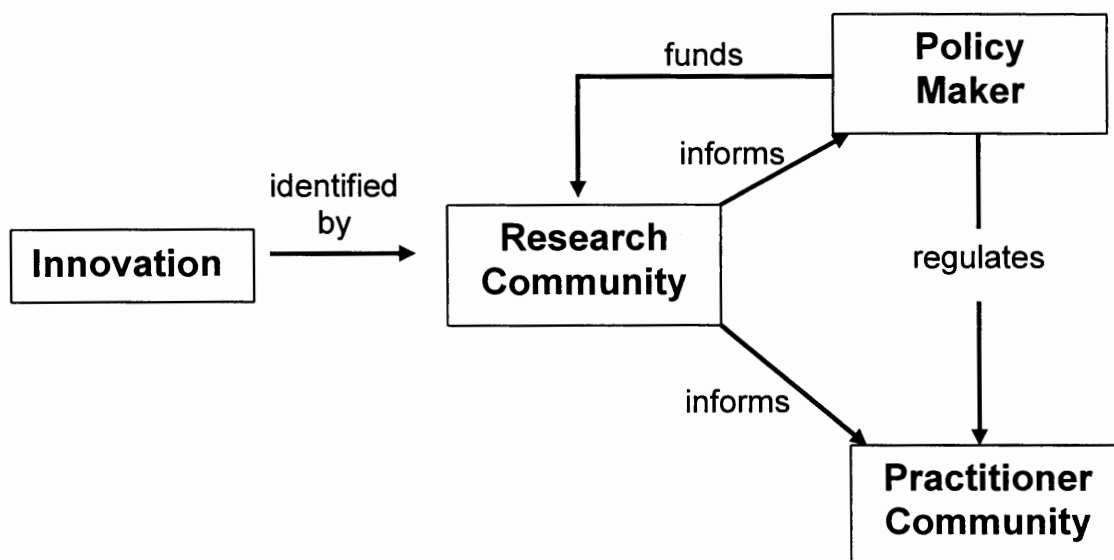 Policy
Maker
funds
informs
identified
by
Innovation
Research
Community
regulates
informs
Practitioner
Community